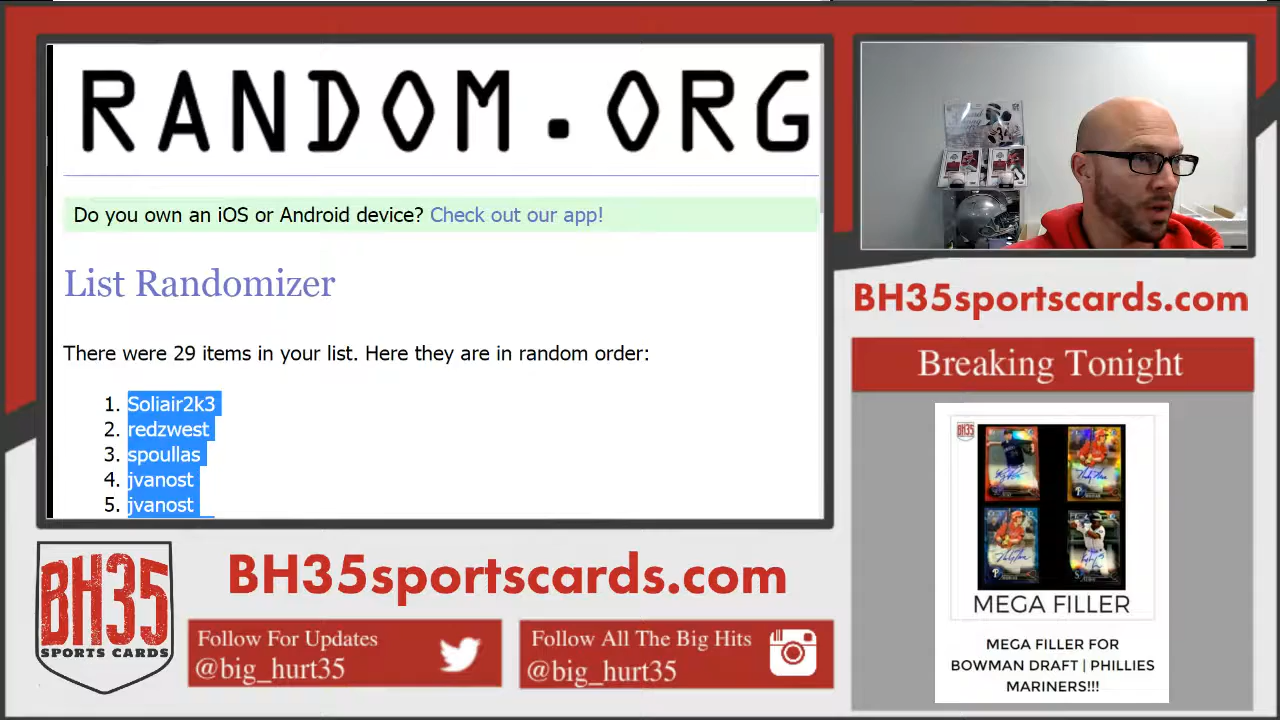 RANDOM.ORG
Do you own an iOS or Android device? Check out our app!
List Randomizer
There were 29 items in your list. Here they are in random order:
1. Soliair2k3
2. redzwest
3. spoullas
4. jvanost
5. jvanost
BH35sportscards.com
Breaking Tonight
BH35
MEGA FILLER
MEGA FILLER FOR
BOWMAN DRAFT | PHILLIES
MARINERS!!!
BH35
SPORTS CARDS
BH35sportscards.com
Follow For Updates
@big_hurt35
Follow All The Big Hits
@big_hurt35